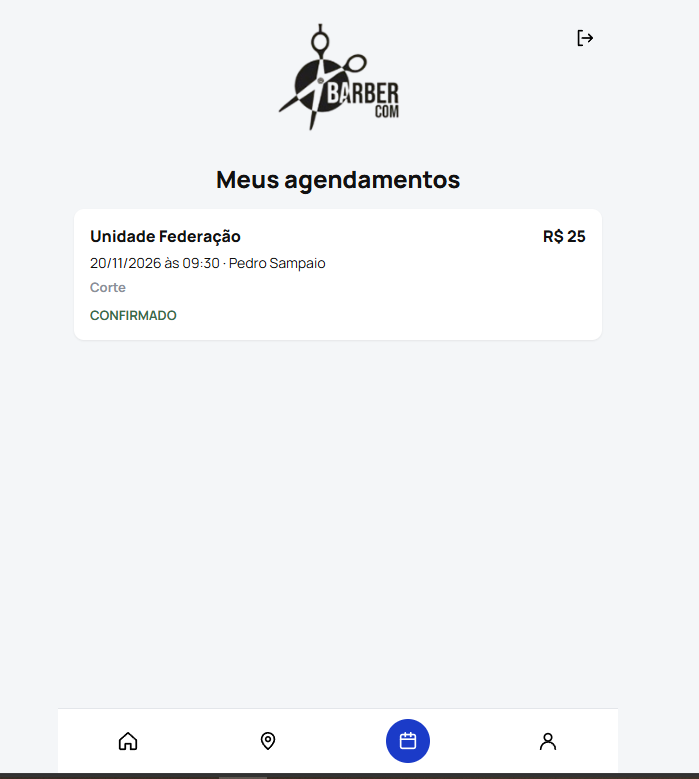 BARBER
COM
Meus agendamentos
Unidade Federação R$ 25
20/11/2026 às 09:30 · Pedro Sampaio
Corte
CONFIRMADO